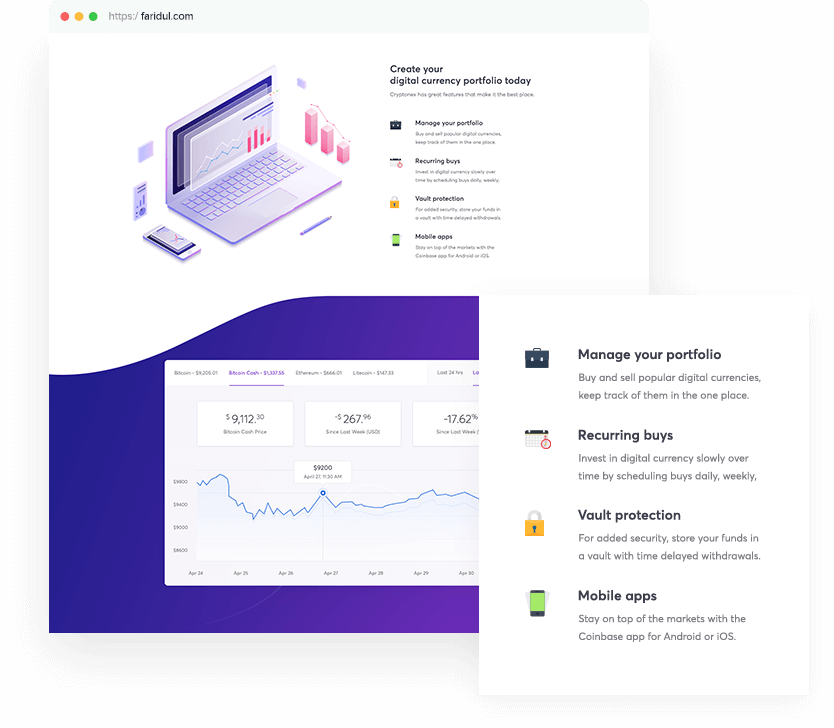 https:/ faridul.com
Create your
digital currency portfolio today
Cryptonex has great features that make it the best place.
Manage your portfolio
Buy and sell popular digital currencies,
keep track of them in the one place.
Recurring buys
Invest in digital currency slowly over
time by scheduling buys daily, weekly,
Vault protection
For added security, store your funds in
a vault with time delayed withdrawals.
Mobile apps
Stay on top of the markets with the
Coinbase app for Android or iOS.
Bitcoin - $9,205.01 Bitcoin Cash - $1,337.55 Ethereum - $666.01 Litecoin - $147.33 Last 24 hrs
$ 9,112.30
Bitcoin Cash Price
-$ 267.96
Since Last Week (USD)
-17.62%
$9200
April 27, 11:30 AM
$9800
$9400
$9000
$8600
Apr 24 Apr 25 Apr 26 Apr 27 Apr 28 Apr 29 Apr 30
Manage your portfolio
Buy and sell popular digital currencies,
keep track of them in the one place.
Recurring buys
Invest in digital currency slowly over
time by scheduling buys daily, weekly,
Vault protection
For added security, store your funds in
a vault with time delayed withdrawals.
Mobile apps
Stay on top of the markets with the
Coinbase app for Android or iOS.